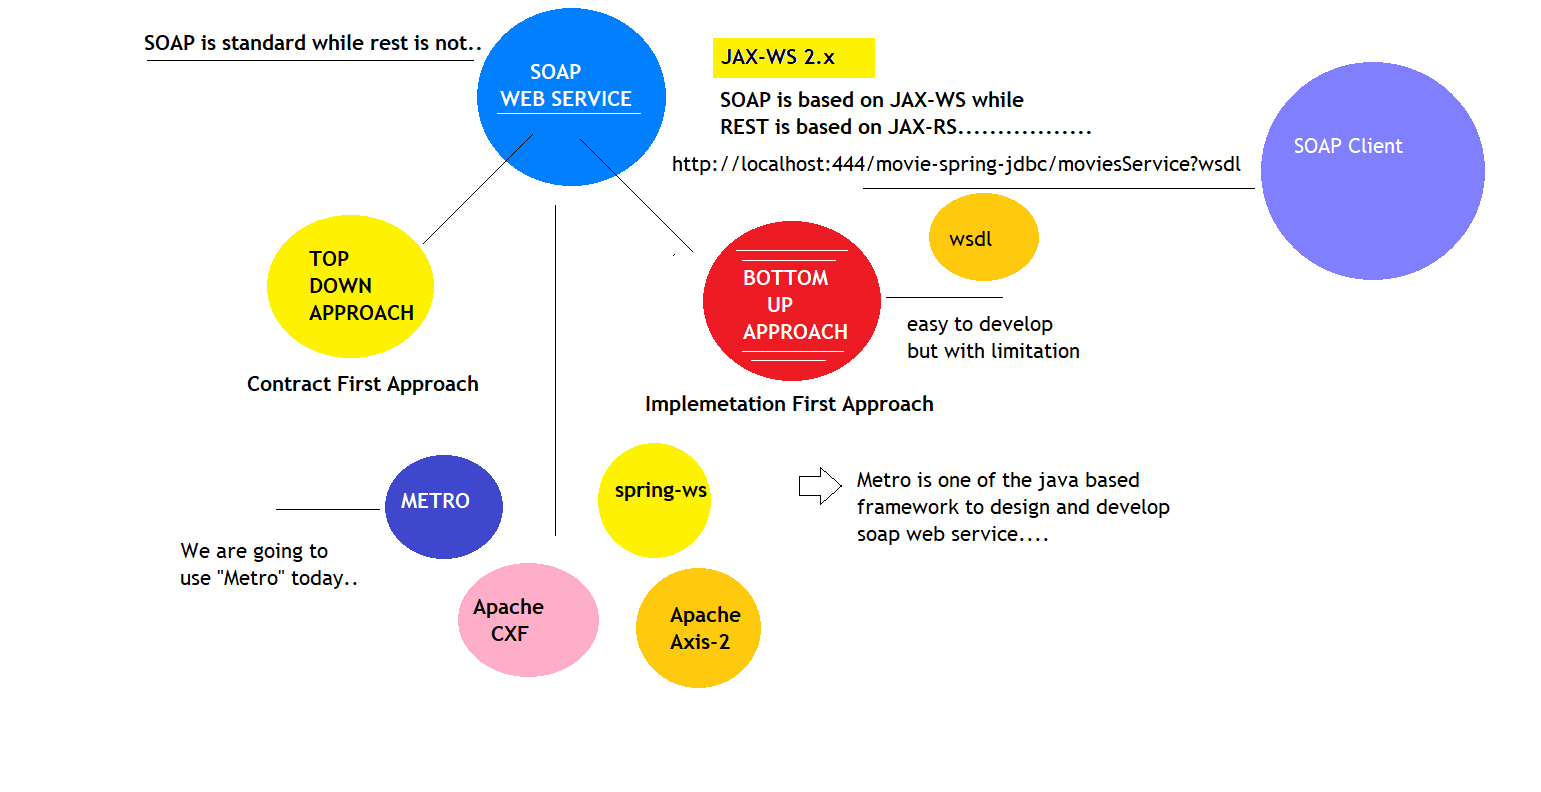 SOAP is standard while rest is not..
SOAP
WEB SERVICE
JAX-WS 2.x
SOAP is based on JAX-WS while
REST is based on JAX-RS.................
http://localhost:444/movie-spring-jdbc/moviesService?wsdl
SOAP Client
wsdl
TOP
DOWN
APPROACH
Contract First Approach
BOTTOM
UP
APPROACH
easy to develop
but with limitation
Implemetation First Approach
METRO
We are going to
use "Metro" today..
spring-ws
Metro is one of the java based
framework to design and develop
soap web service....
Apache
CXF
Apache
Axis-2